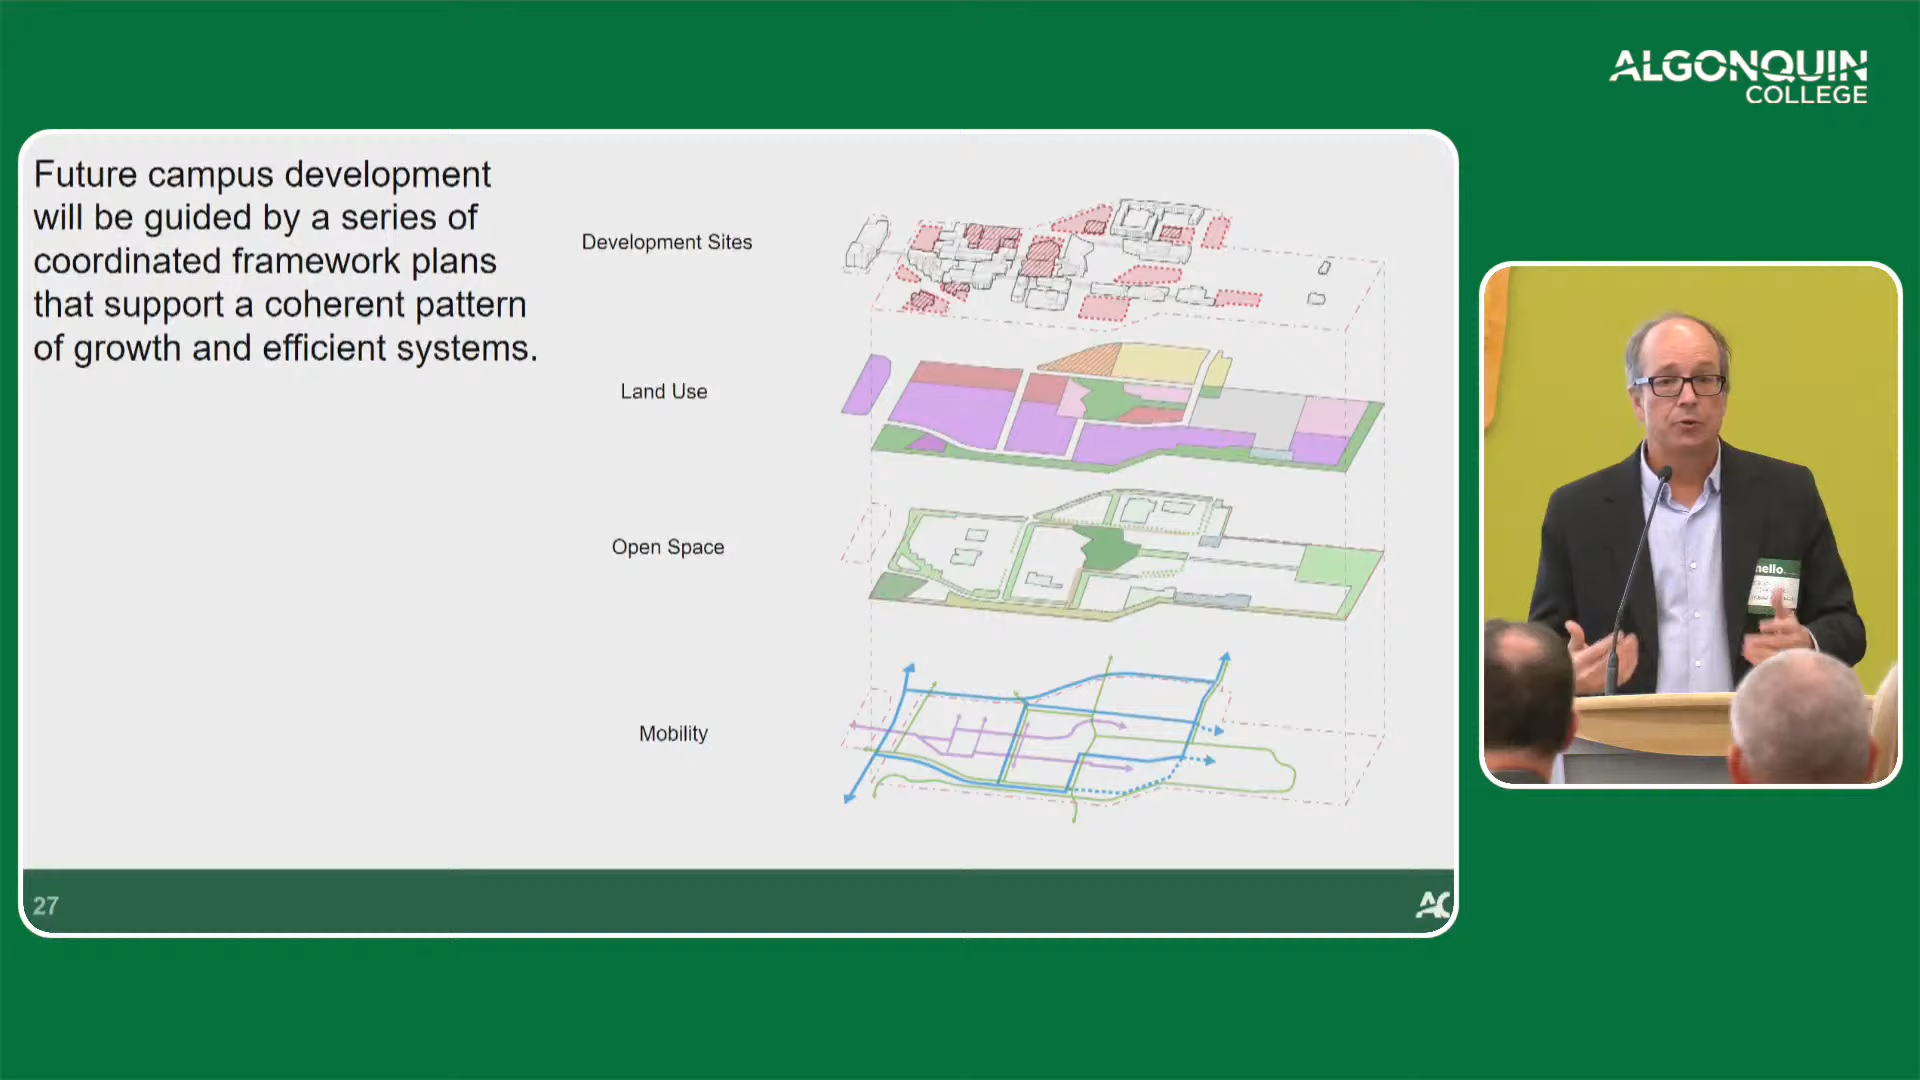 ALGONQUIN
COLLEGE
Future campus development
will be guided by a series of
coordinated framework plans
that support a coherent pattern
of growth and efficient systems.
Development Sites
Land Use
Open Space
Mobility
27
AC
hello.